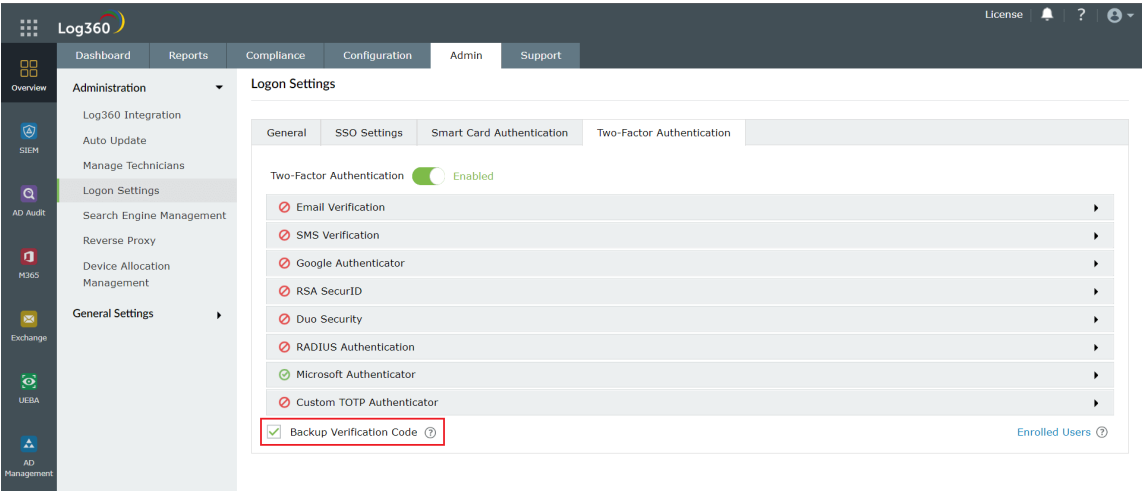 License
?
Log360
Dashboard Reports Compliance Configuration Admin Support
Overview
SIEM
AD Audit
M365
Exchange
UEBA
AD
Management
Administration
Log360 Integration
Auto Update
Manage Technicians
Logon Settings
Search Engine Management
Reverse Proxy
Device Allocation
Management
General Settings
Logon Settings
General SSO Settings Smart Card Authentication Two-Factor Authentication
Two-Factor Authentication Enabled
Email Verification
SMS Verification
Google Authenticator
RSA SecurID
Duo Security
RADIUS Authentication
Microsoft Authenticator
Custom TOTP Authenticator
Backup Verification Code ?
Enrolled Users ?